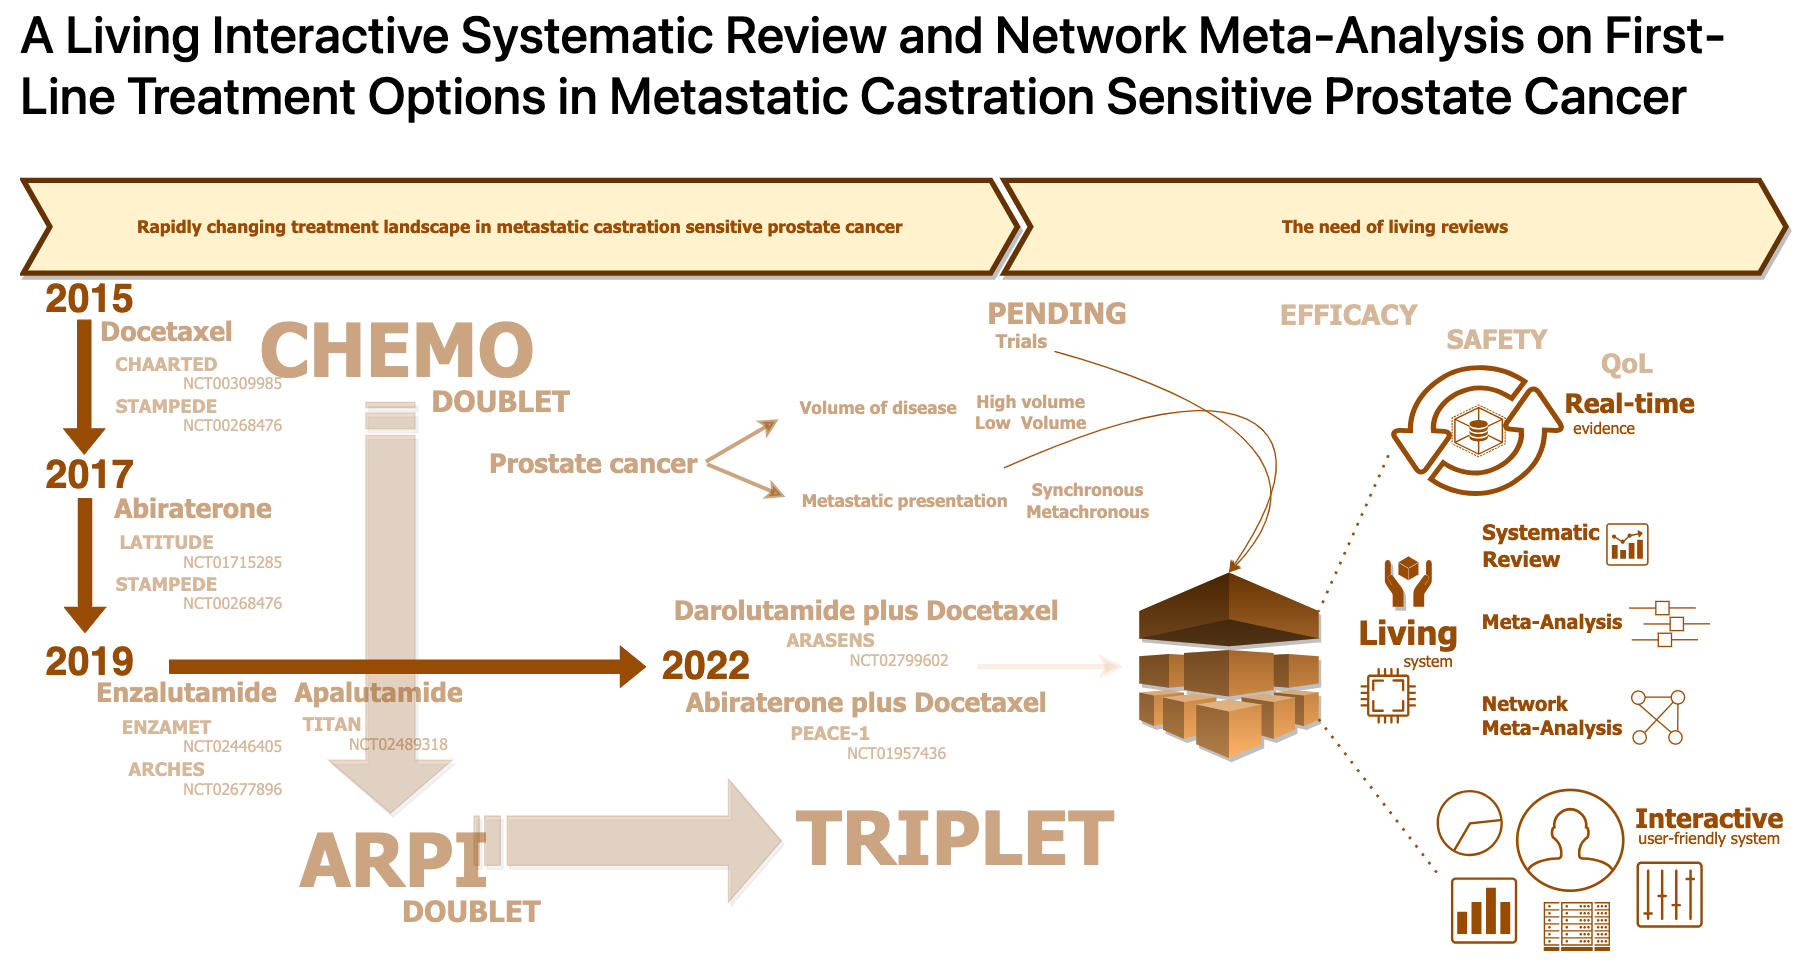 A Living Interactive Systematic Review and Network Meta-Analysis on First-
Line Treatment Options in Metastatic Castration Sensitive Prostate Cancer
Rapidly changing treatment landscape in metastatic castration sensitive prostate cancer
The need of living reviews
2015
Docetaxel
CHAARTED
NCT00309985
STAMPEDE
NCT00268476
CHEMO
DOUBLET
2017
Abiraterone
LATITUDE
NCT01715285
STAMPEDE
NCT00268476
2019
Enzalutamide
ENZAMET
NCT02446405
ARCHES
NCT02677896
Apalutamide
TITAN
NCT02489318
ARPI
DOUBLET
Prostate cancer
Volume of disease
High volume
Low Volume
Metastatic presentation
Synchronous
Metachronous
PENDING
Trials
2022
Darolutamide plus Docetaxel
ARASENS
NCT02799602
Abiraterone plus Docetaxel
PEACE-1
NCT01957436
TRIPLET
EFFICACY
SAFETY
QoL
Real-time
evidence
Living
system
Systematic
Review
Meta-Analysis
Network
Meta-Analysis
Interactive
user-friendly system